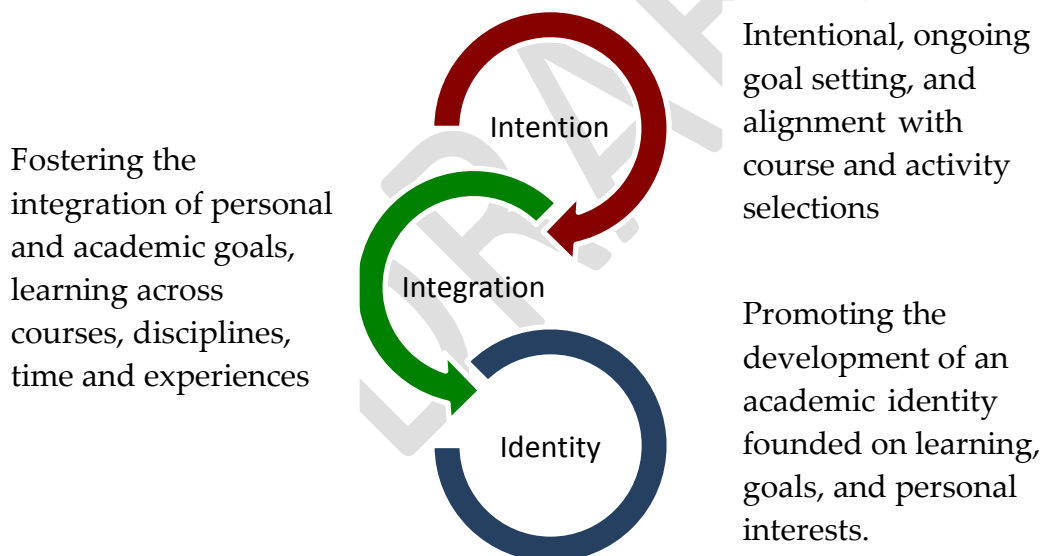 Intentional, ongoing
goal setting, and
alignment with
course and activity
selections
Intention
Fostering the
integration of personal
and academic goals,
learning across
courses, disciplines,
time and experiences
Integration
Promoting the
development of an
academic identity
founded on learning,
goals, and personal
interests.
Identity